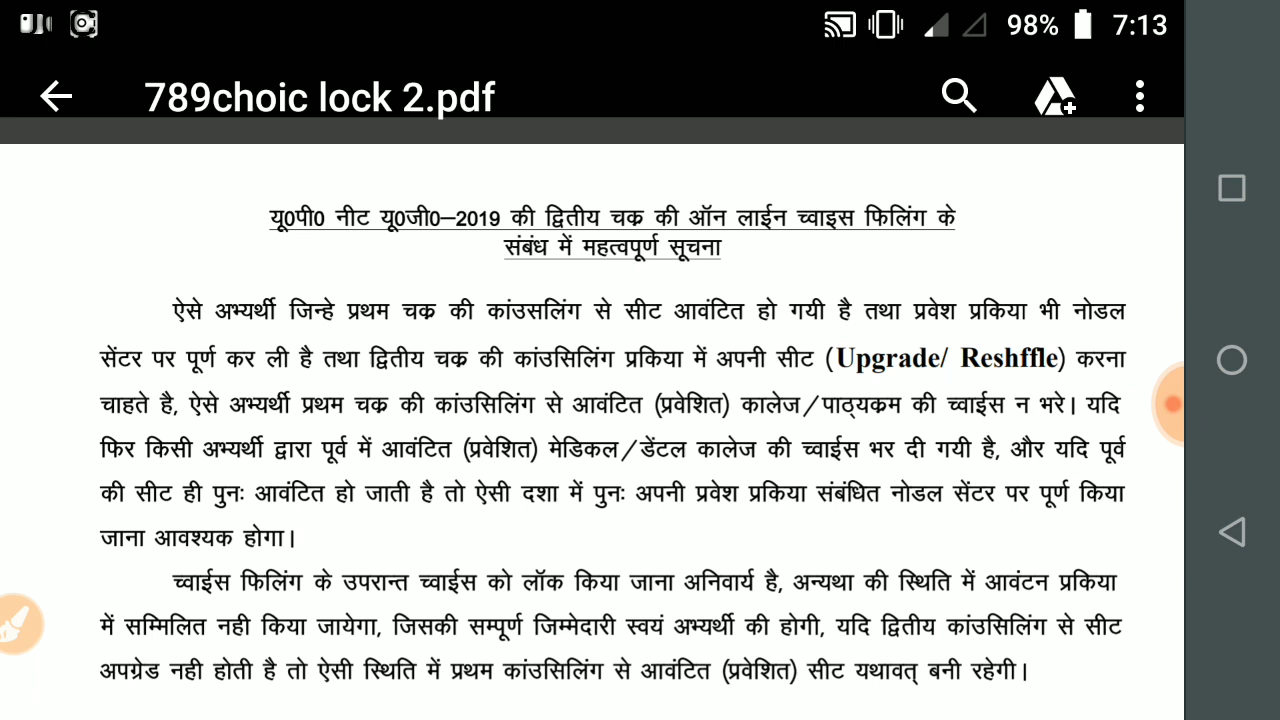 98% 7:13
789choic lock 2.pdf
यू0पी0 नीट यू0जी0–2019 की द्वितीय चक्र की ऑन लाईन च्वाइस फिलिंग के
संबंध में महत्वपूर्ण सूचना
ऐसे अभ्यर्थी जिन्हे प्रथम चक्र की कांउसलिंग से सीट आवंटित हो गयी है तथा प्रवेश प्रकिया भी नोडल
सेंटर पर पूर्ण कर ली है तथा द्वितीय चक्र की कांउसिलिंग प्रकिया में अपनी सीट (Upgrade/ Reshffle) करना
चाहते है, ऐसे अभ्यर्थी प्रथम चक्र की कांउसिलिंग से आवंटित (प्रवेशित) कालेज/पाठ्यकम की च्वाईस न भरे। यदि
फिर किसी अभ्यर्थी द्वारा पूर्व में आवंटित (प्रवेशित) मेडिकल/डेंटल कालेज की च्वाईस भर दी गयी है, और यदि पूर्व
की सीट ही पुनः आवंटित हो जाती है तो ऐसी दशा में पुनः अपनी प्रवेश प्रकिया संबंधित नोडल सेंटर पर पूर्ण किया
जाना आवश्यक होगा।
च्वाईस फिलिंग के उपरान्त च्वाईस को लॉक किया जाना अनिवार्य है, अन्यथा की स्थिति में आवंटन प्रकिया
में सम्मिलित नही किया जायेगा, जिसकी सम्पूर्ण जिम्मेदारी स्वयं अभ्यर्थी की होगी, यदि द्वितीय कांउसिलिंग से सीट
अपग्रेड नही होती है तो ऐसी स्थिति में प्रथम कांउसिलिंग से आवंटित (प्रवेशित) सीट यथावत् बनी रहेगी।